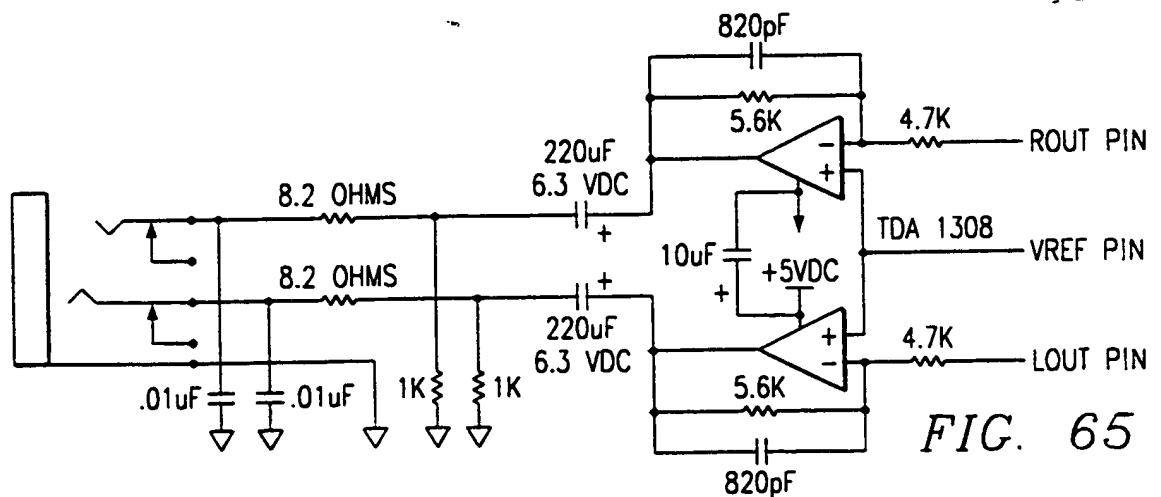 820pF
5.6K
4.7K
ROUT PIN
220uF
6.3 VDC
8.2 OHMS
+
TDA 1308
VREF PIN
10uF
+5VDC
+
8.2 OHMS
+
220uF
6.3 VDC
4.7K
LOUT PIN
.01uF
.01uF
1K
1K
5.6K
820pF
−
+
+
−
FIG. 65